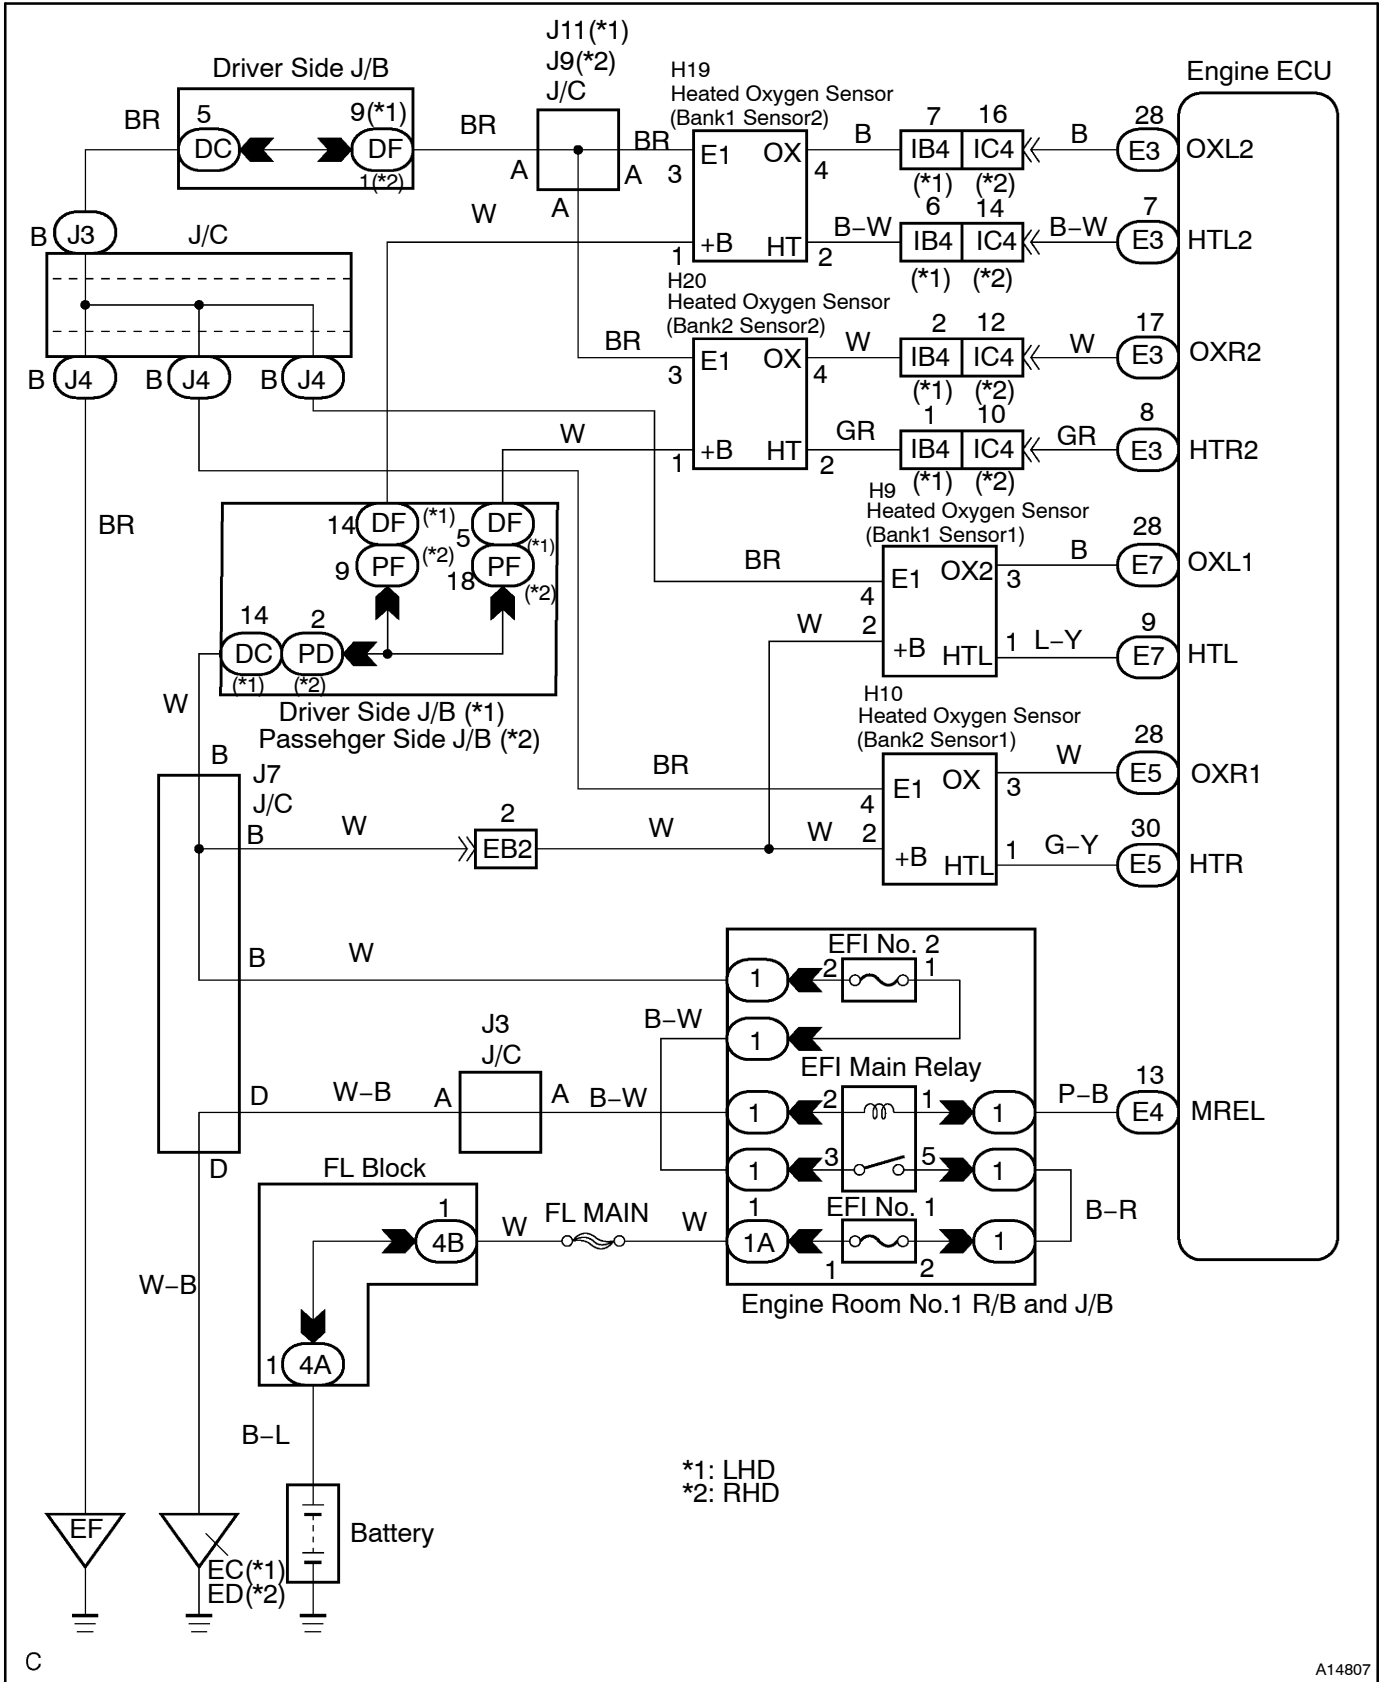 J11(*1)
J9(*2)
J/C
Driver Side J/B
H19
Heated Oxygen Sensor
(Bank1 Sensor2)
Engine ECU
BR
5
DC
9(*1)
DF
1(*2)
BR
A
A
A
BR
3
E1
OX
4
B
7
16
IB4
IC4
(*1)
(*2)
B
28
E3
OXL2
W
1
+B
HT
2
B-W
6
14
IB4
IC4
(*1)
(*2)
B-W
7
E3
HTL2
B
J3
J/C
B
J4
B
J4
B
J4
H20
Heated Oxygen Sensor
(Bank2 Sensor2)
BR
3
E1
OX
4
W
2
12
IB4
IC4
(*1)
(*2)
W
17
E3
OXR2
W
1
+B
HT
2
GR
1
10
IB4
IC4
(*1)
(*2)
GR
8
E3
HTR2
BR
14
DF
(*1)
9
PF
(*2)
5
DF
(*1)
18
PF
(*2)
14
DC
(*1)
2
PD
(*2)
Driver Side J/B (*1)
Passehger Side J/B (*2)
H9
Heated Oxygen Sensor
(Bank1 Sensor1)
BR
4
E1
OX2
3
B
28
E7
OXL1
W
2
+B
HTL
1
L-Y
9
E7
HTL
H10
Heated Oxygen Sensor
(Bank2 Sensor1)
BR
4
E1
OX
3
W
28
E5
OXR1
W
2
+B
HTL
1
G-Y
30
E5
HTR
W
B
J7
J/C
B
W
2
EB2
W
B
W
1
2
EFI No. 2
1
B-W
1
EFI Main Relay
D
W-B
A
J3
J/C
A
B-W
1
2
1
1
P-B
13
E4
MREL
D
1
3
5
1
B-R
FL Block
1
4B
W
FL MAIN
W
1
1A
EFI No. 1
1
2
1
Engine Room No.1 R/B and J/B
W-B
1
4A
B-L
*1: LHD
*2: RHD
EF
EC(*1)
ED(*2)
Battery
C
A14807